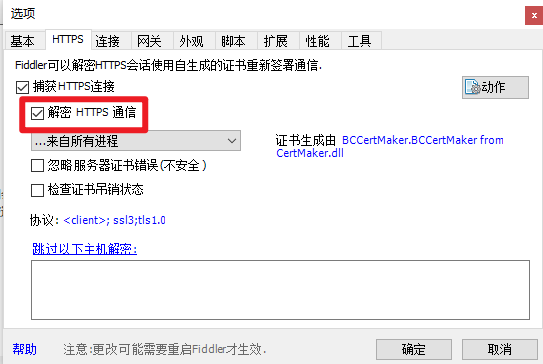 选项
基本 HTTPS 连接 网关 外观 脚本 扩展 性能 工具
Fiddler可以解密HTTPS会话使用自生成的证书重新签署通信.
捕获HTTPS连接
动作
解密 HTTPS 通信
...来自所有进程
证书生成由 BCCertMaker.BCCertMaker from CertMaker.dll
忽略服务器证书错误(不安全)
检查证书吊销状态
协议: <client>; ssl3;tls1.0
跳过以下主机解密:
帮助 注意:更改可能需要重启Fiddler才生效.
确定 取消